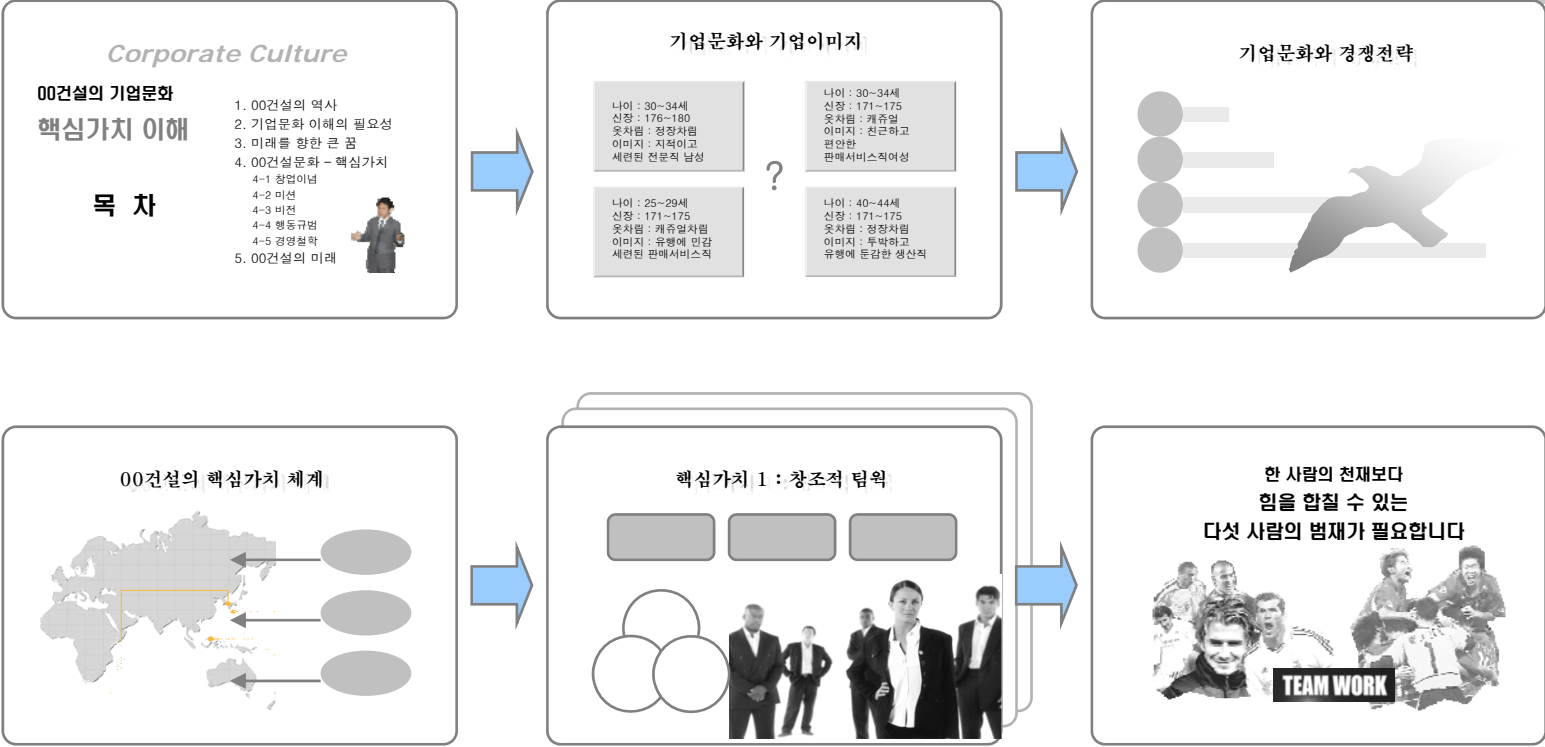 Corporate Culture
00건설의 기업문화
핵심가치 이해
목 차
1. 00건설의 역사
2. 기업문화 이해의 필요성
3. 미래를 향한 큰 꿈
4. 00건설문화 – 핵심가치
4-1 창업이념
4-2 미션
4-3 비전
4-4 행동규범
4-5 경영철학
5. 00건설의 미래
기업문화와 기업이미지
나이 : 30~34세
신장 : 176~180
옷차림 : 정장차림
이미지 : 지적이고
세련된 전문직 남성
나이 : 30~34세
신장 : 171~175
옷차림 : 캐쥬얼
이미지 : 친근하고
편안한
판매서비스직여성
?
나이 : 25~29세
신장 : 171~175
옷차림 : 캐쥬얼차림
이미지 : 유행에 민감
세련된 판매서비스직
나이 : 40~44세
신장 : 171~175
옷차림 : 정장차림
이미지 : 투박하고
유행에 둔감한 생산직
기업문화와 경쟁전략
00건설의 핵심가치 체계
핵심가치 1 : 창조적 팀웍
한 사람의 천재보다
힘을 합칠 수 있는
다섯 사람의 범재가 필요합니다
TEAM WORK
1